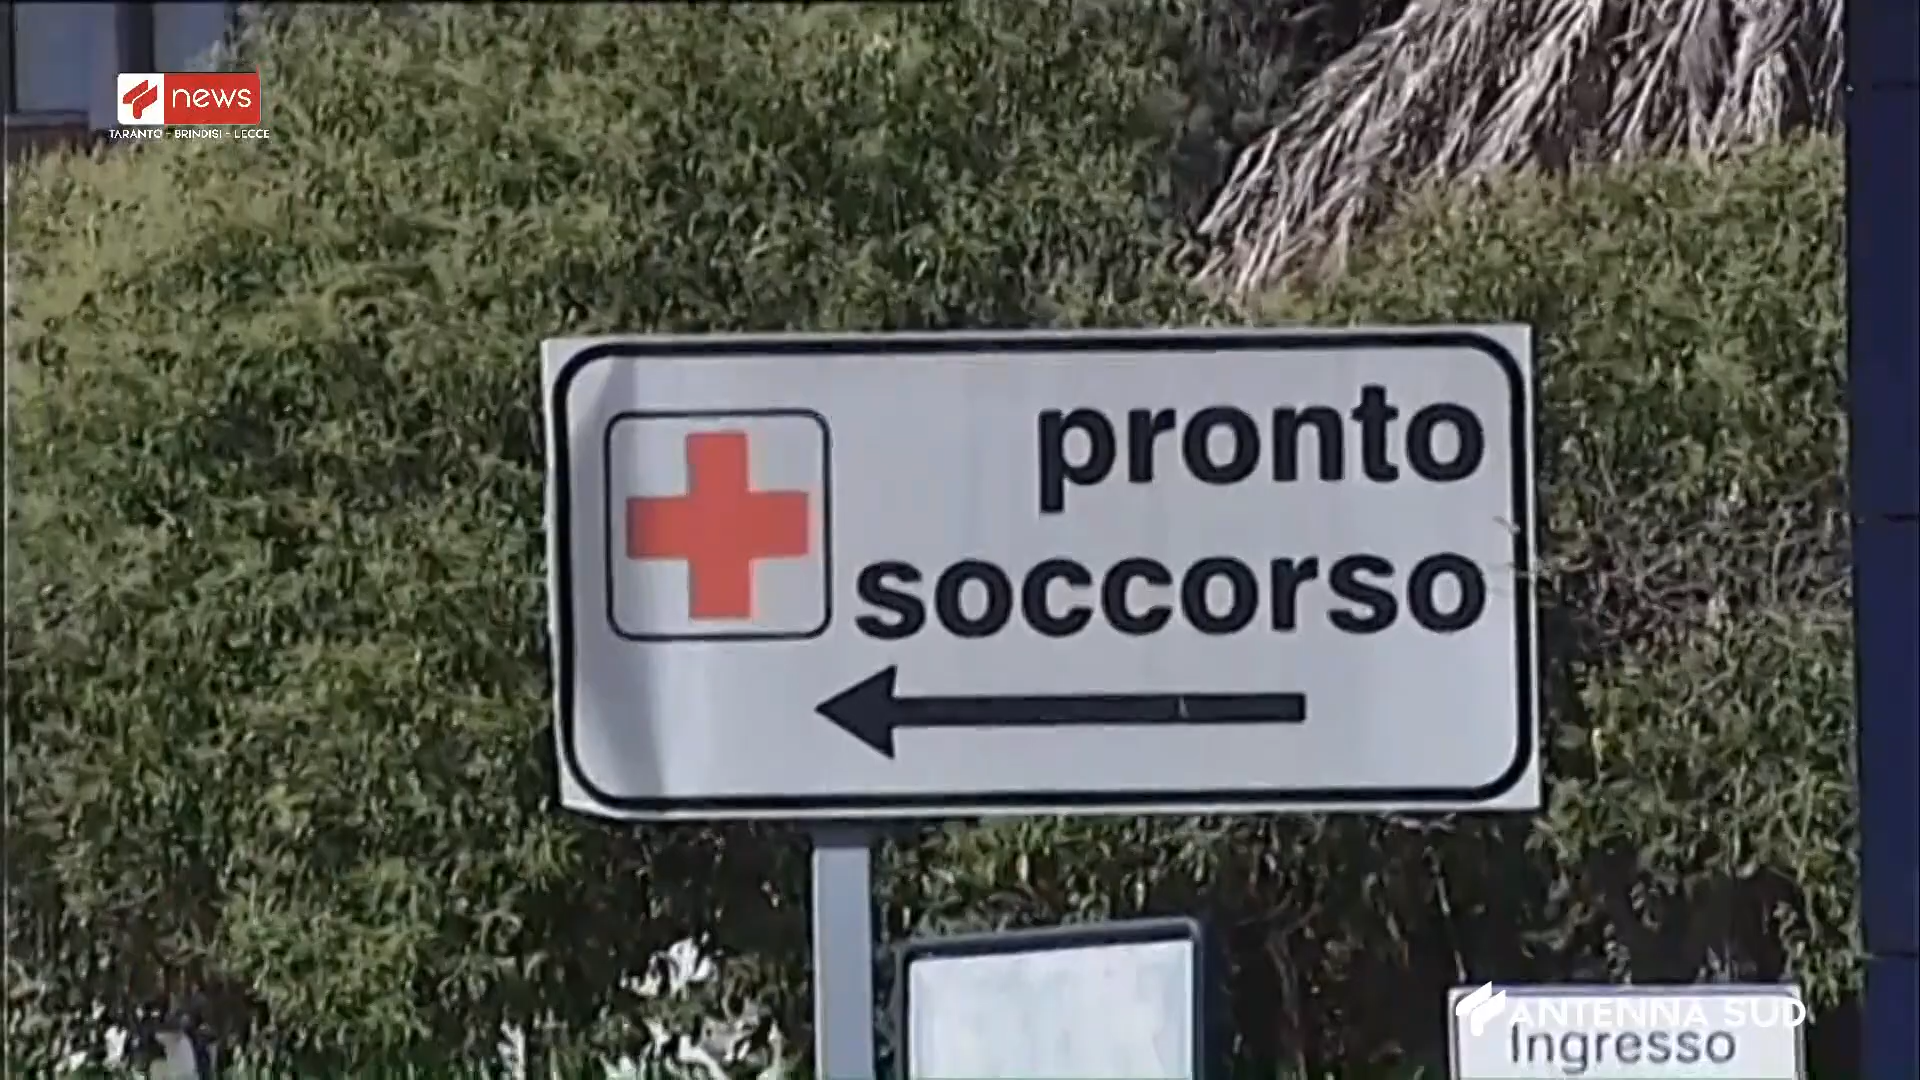 news
TARANTO - BRINDISI - LECCE
pronto
soccorso
ANTENNA SUD
Ingresso